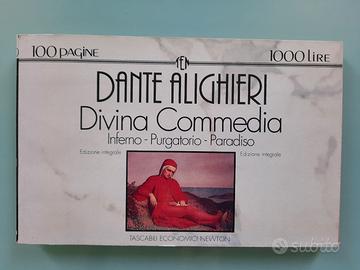 100 PAGINE
TEN
1000 LIRE
DANTE ALIGHIERI
Divina Commedia
Inferno - Purgatorio - Paradiso
Edizione integrale
Edizione integrale
TASCABILI ECONOMICI NEWTON
subito